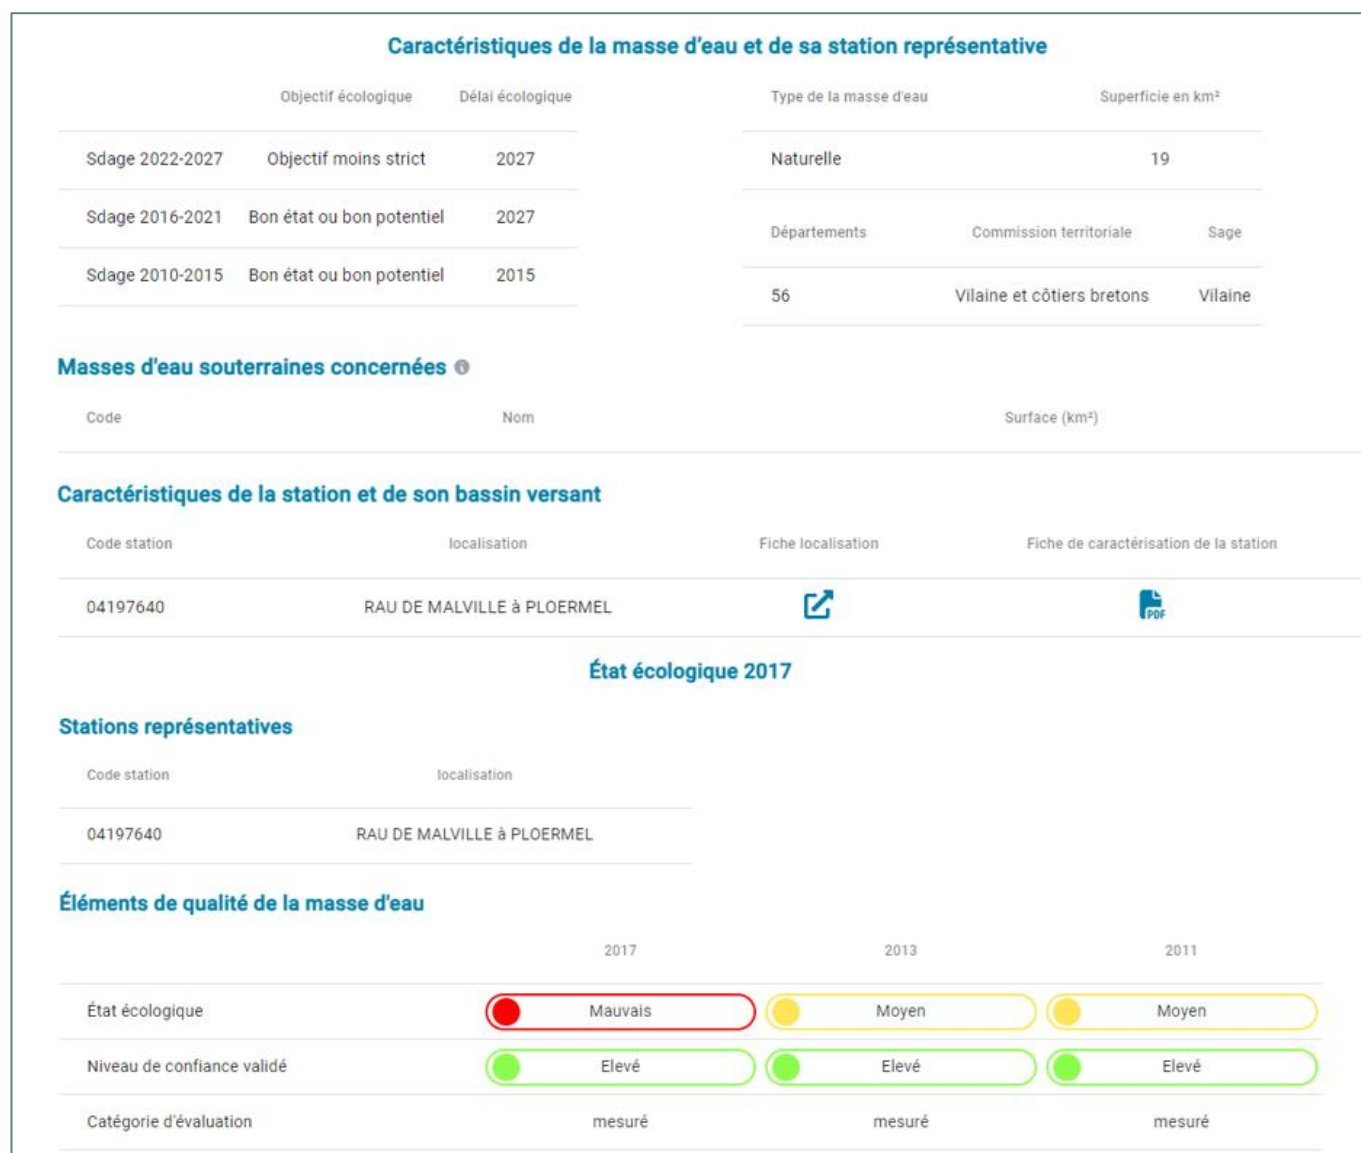 Caractéristiques de la masse d'eau et de sa station représentative
Objectif écologique Délai écologique
Sdage 2022-2027 Objectif moins strict 2027
Sdage 2016-2021 Bon état ou bon potentiel 2027
Sdage 2010-2015 Bon état ou bon potentiel 2015
Type de la masse d'eau Superficie en km²
Naturelle 19
Départements Commission territoriale Sage
56 Vilaine et côtiers bretons Vilaine
Masses d'eau souterraines concernées
Code Nom Surface (km²)
Caractéristiques de la station et de son bassin versant
Code station localisation Fiche localisation Fiche de caractérisation de la station
04197640 RAU DE MALVILLE à PLOERMEL PDF
État écologique 2017
Stations représentatives
Code station localisation
04197640 RAU DE MALVILLE à PLOERMEL
Éléments de qualité de la masse d'eau
2017 2013 2011
État écologique Mauvais Moyen Moyen
Niveau de confiance validé Elevé Elevé Elevé
Catégorie d'évaluation mesuré mesuré mesuré